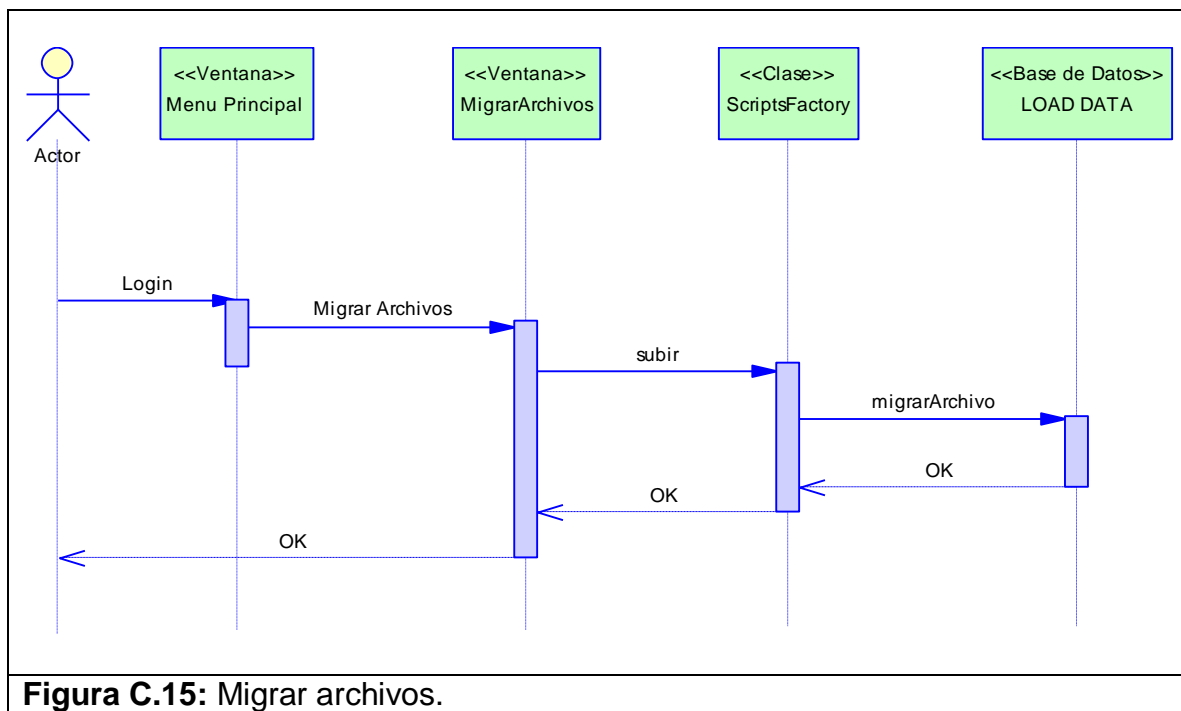 <<Ventana>>
Menu Principal
<<Ventana>>
MigrarArchivos
<<Clase>>
ScriptsFactory
<<Base de Datos>>
LOAD DATA
Actor
Login
Migrar Archivos
subir
migrarArchivo
OK
OK
OK
Figura C.15: Migrar archivos.